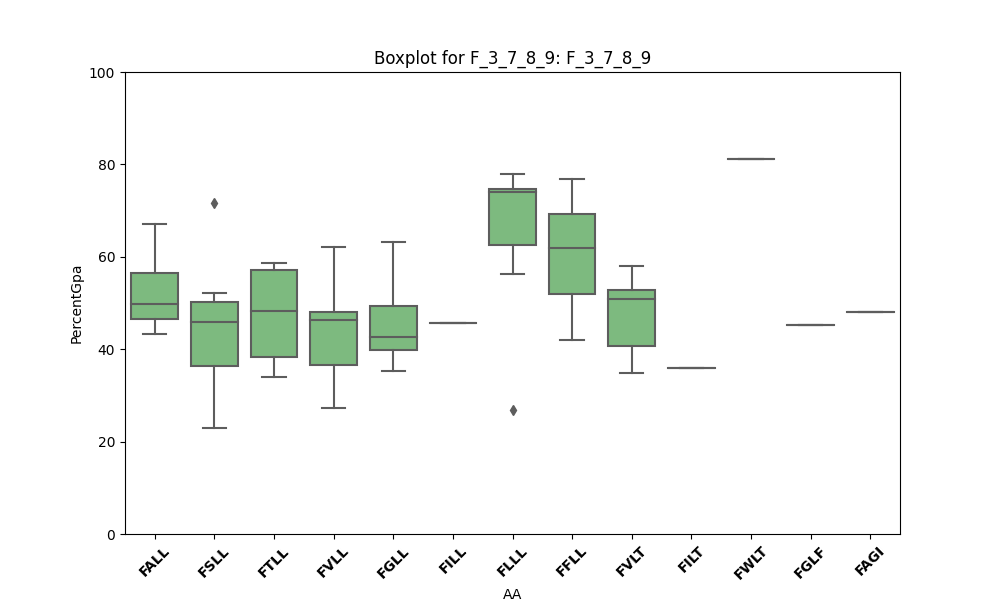 Boxplot for F_3_7_8_9: F_3_7_8_9
100
80
60
40
20
0
PercentGpa
FALL
FSLL
FTLL
FVLL
FGLL
FILL
FLLL
FFLL
FVLT
FILT
FWLT
FGLF
FAGI
AA